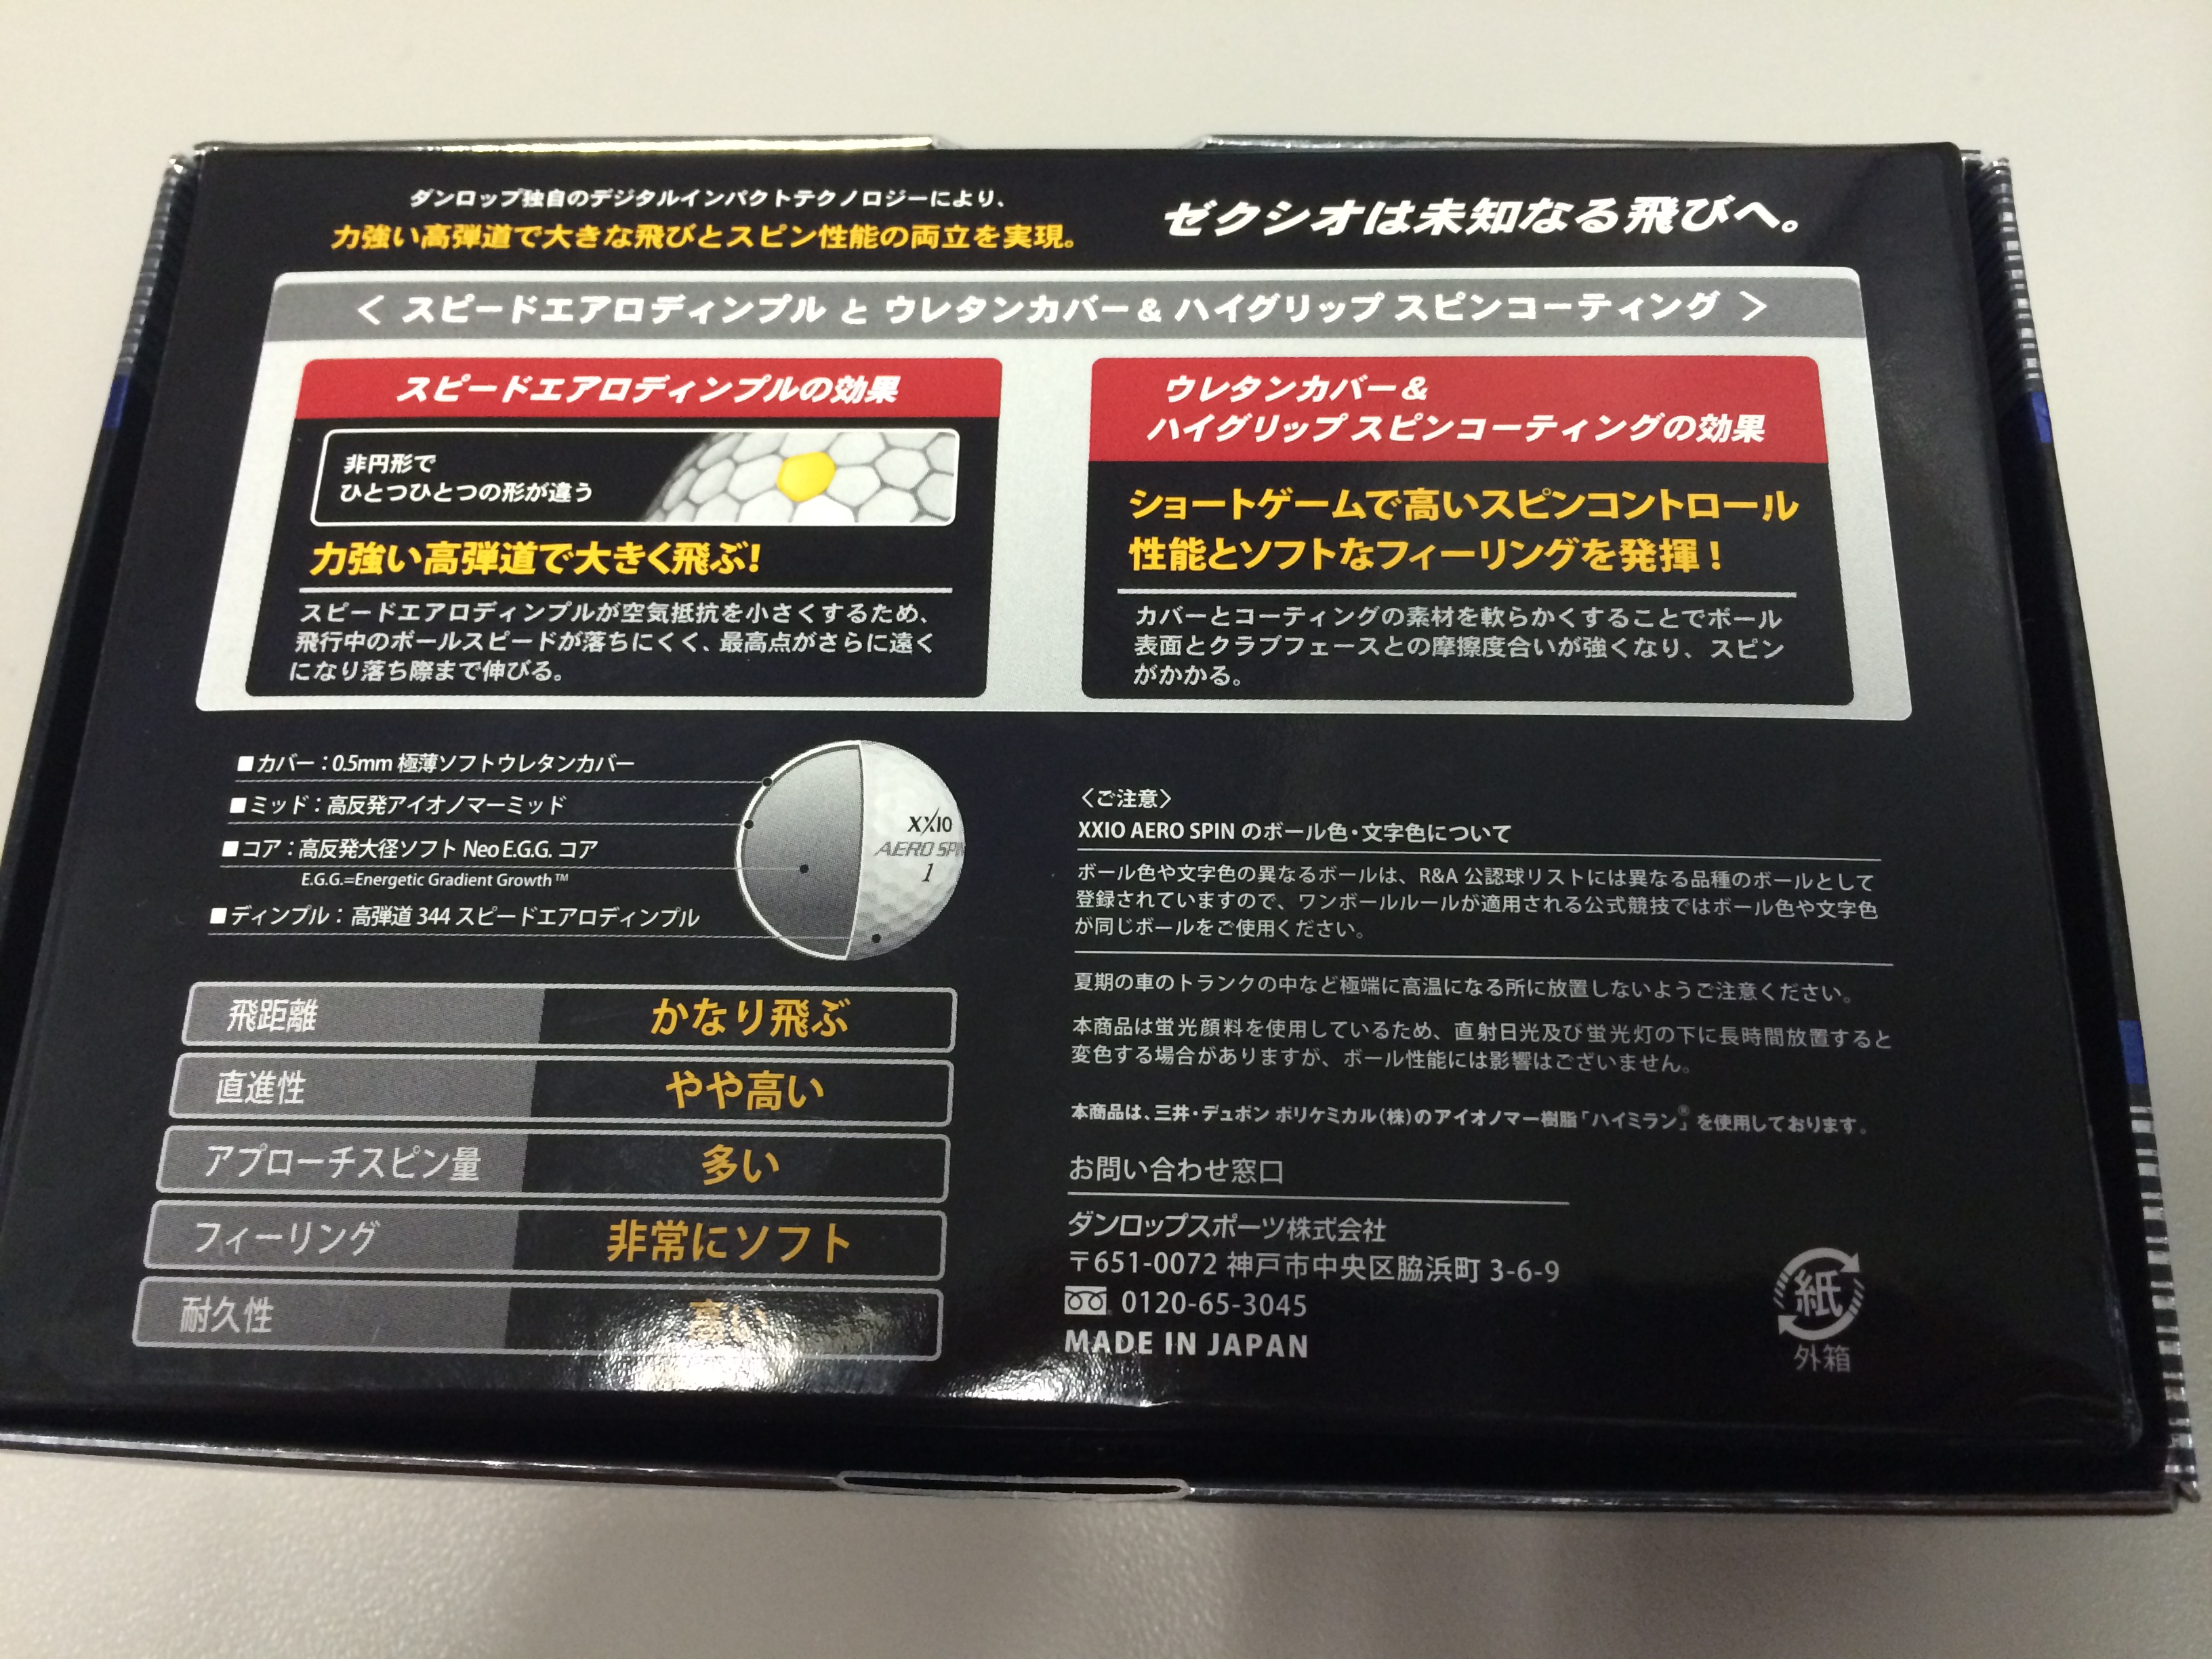 ダンロップ独自のデジタルインパクトテクノロジーにより、
力強い高弾道で大きな飛びとスピン性能の両立を実現。
ゼクシオは未知なる飛びへ。
＜ スピードエアロディンプル と ウレタンカバー & ハイグリップ スピンコーティング ＞
スピードエアロディンプルの効果
非円形で
ひとつひとつの形が違う
力強い高弾道で大きく飛ぶ!
スピードエアロディンプルが空気抵抗を小さくするため、
飛行中のボールスピードが落ちにくく、最高点がさらに遠く
になり落ち際まで伸びる。
ウレタンカバー &
ハイグリップ スピンコーティングの効果
ショートゲームで高いスピンコントロール
性能とソフトなフィーリングを発揮!
カバーとコーティングの素材を軟らかくすることでボール
表面とクラブフェースとの摩擦度合いが強くなり、スピン
がかかる。
■カバー：0.5mm 極薄ソフトウレタンカバー
■ミッド：高反発アイオノマーミッド
■コア：高反発大径ソフト Neo E.G.G. コア
E.G.G.=Energetic Gradient Growth™
■ディンプル：高弾道 344 スピードエアロディンプル
XXIO
AERO SPIN
1
飛距離 かなり飛ぶ
直進性 やや高い
アプローチスピン量 多い
フィーリング 非常にソフト
耐久性 高い
〈ご注意〉
XXIO AERO SPIN のボール色・文字色について
ボール色や文字色の異なるボールは、R&A 公認球リストには異なる品種のボールとして
登録されていますので、ワンボールルールが適用される公式競技ではボール色や文字色
が同じボールをご使用ください。
夏期の車のトランクの中など極端に高温になる所に放置しないようご注意ください。
本商品は蛍光顔料を使用しているため、直射日光及び蛍光灯の下に長時間放置すると
変色する場合がありますが、ボール性能には影響はございません。
本商品は、三井・デュポン ポリケミカル(株)のアイオノマー樹脂「ハイミラン®」を使用しております。
お問い合わせ窓口
ダンロップスポーツ株式会社
〒651-0072 神戸市中央区脇浜町 3-6-9
0120-65-3045
MADE IN JAPAN
紙
外箱